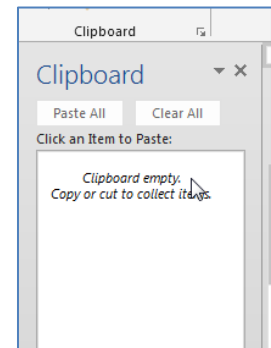 Clipboard
Clipboard
Paste All Clear All
Click an Item to Paste:
Clipboard empty.
Copy or cut to collect items.